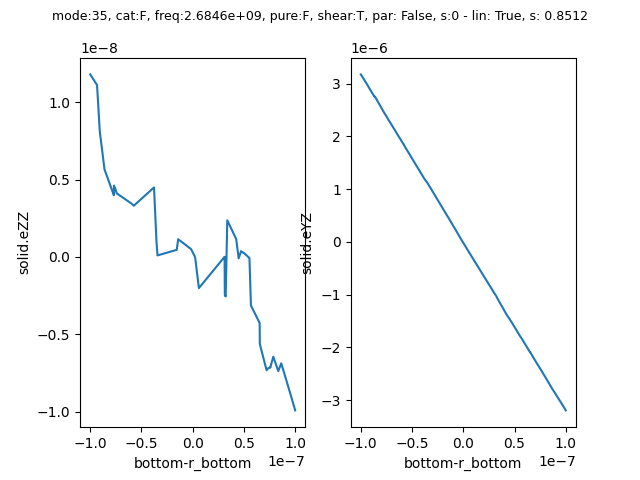 mode:35, cat:F, freq:2.6846e+09, pure:F, shear:T, par: False, s:0 - lin: True, s: 0.8512
1e−8
1.0
0.5
0.0
−0.5
−1.0
solid.eZZ
−1.0
−0.5
0.0
0.5
1.0
bottom-r_bottom
1e−7
1e−6
3
2
1
0
−1
−2
−3
solid.eYZ
−1.0
−0.5
0.0
0.5
1.0
bottom-r_bottom
1e−7